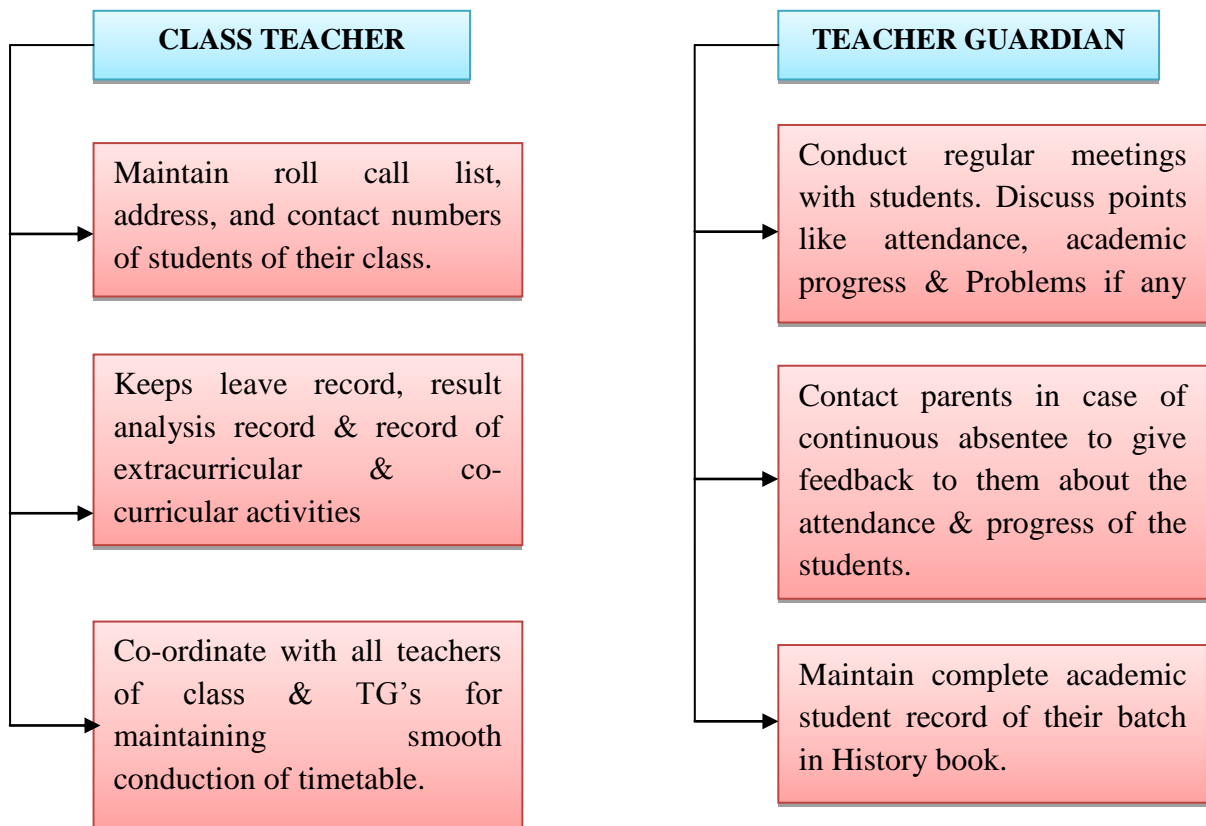 CLASS TEACHER
Maintain roll call list,
address, and contact numbers
of students of their class.
Keeps leave record, result
analysis record & record of
extracurricular & co-
curricular activities
Co-ordinate with all teachers
of class & TG’s for
maintaining smooth
conduction of timetable.
TEACHER GUARDIAN
Conduct regular meetings
with students. Discuss points
like attendance, academic
progress & Problems if any
Contact parents in case of
continuous absentee to give
feedback to them about the
attendance & progress of the
students.
Maintain complete academic
student record of their batch
in History book.